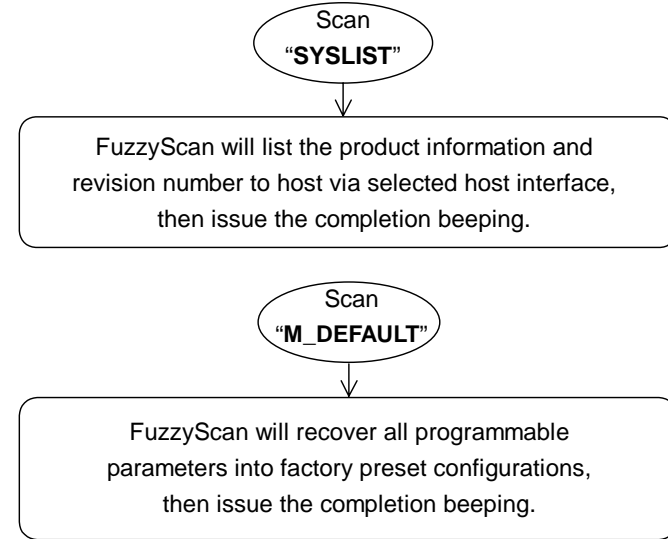 Scan
“SYSLIST”
FuzzyScan will list the product information and
revision number to host via selected host interface,
then issue the completion beeping.
Scan
“M_DEFAULT”
FuzzyScan will recover all programmable
parameters into factory preset configurations,
then issue the completion beeping.